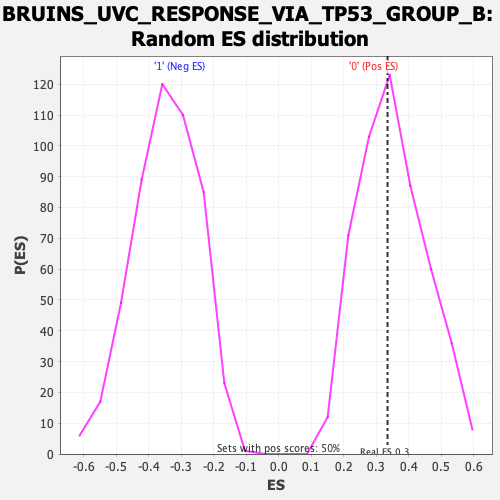 BRUINS_UVC_RESPONSE_VIA_TP53_GROUP_B:
Random ES distribution
'1' (Neg ES) '0' (Pos ES)
120
110
100
90
80
70
60
50
40
30
20
10
0
P(ES)
Sets with pos scores: 50%
Real ES 0.3
-0.6 -0.5 -0.4 -0.3 -0.2 -0.1 0.0 0.1 0.2 0.3 0.4 0.5 0.6
ES